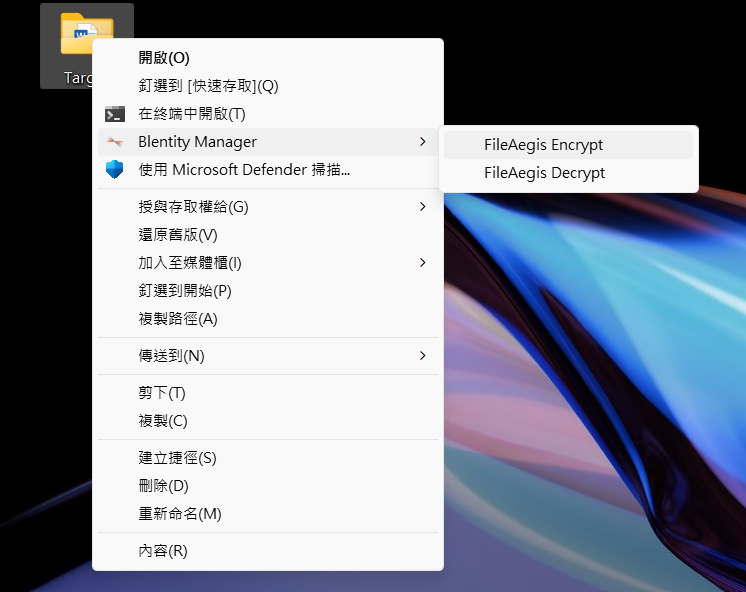 Targ
開啟(O)
釘選到 [快速存取](Q)
在終端中開啟(T)
Blentity Manager
FileAegis Encrypt
FileAegis Decrypt
使用 Microsoft Defender 掃描...
授與存取權給(G)
還原舊版(V)
加入至媒體櫃(I)
釘選到開始(P)
複製路徑(A)
傳送到(N)
剪下(T)
複製(C)
建立捷徑(S)
刪除(D)
重新命名(M)
內容(R)